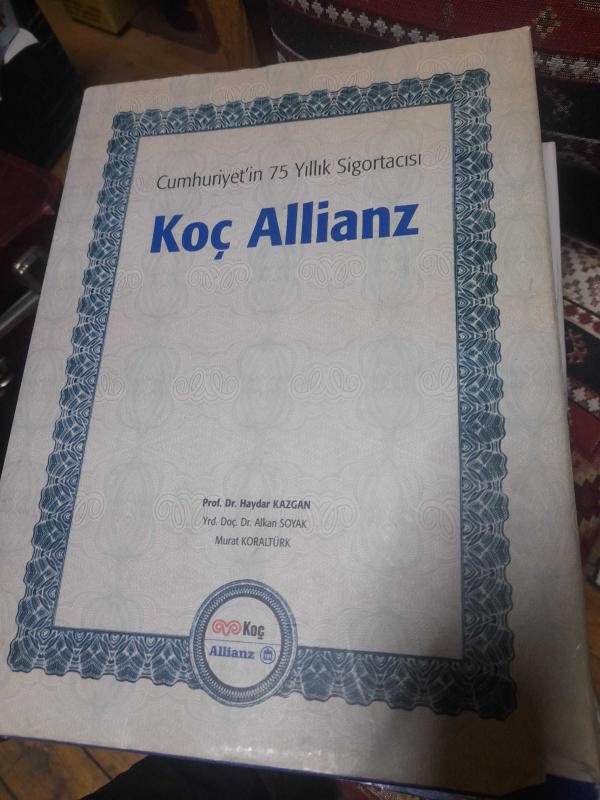 Cumhuriyet'in 75 Yıllık Sigortacısı
Koç Allianz
Prof. Dr. Haydar KAZGAN
Yrd. Doç. Dr. Alkan SOYAK
Murat KORALTÜRK
Koç
Allianz